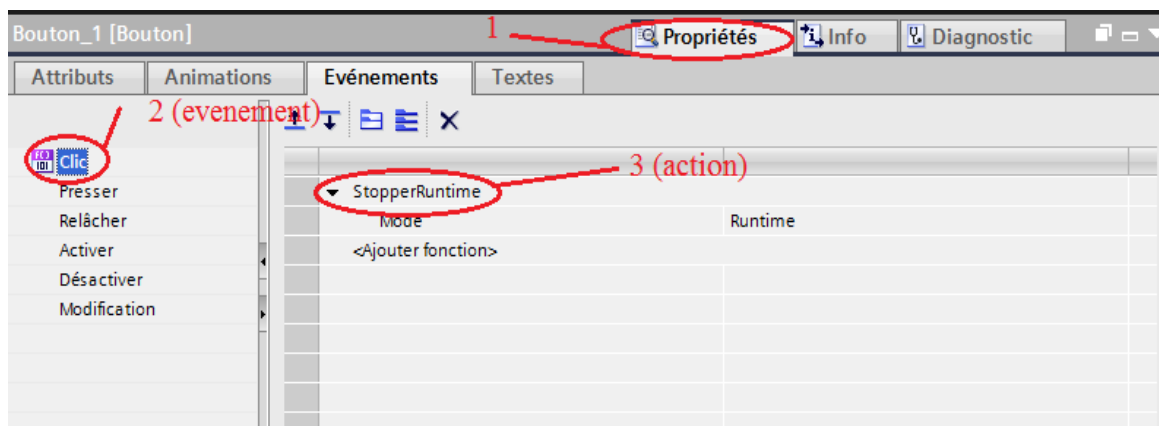 Bouton_1 [Bouton] 1 Propriétés Info Diagnostic
Attributs Animations Evénements Textes
2 (evenement)
Clic
3 (action)
Presser StopperRuntime
Relâcher Mode Runtime
Activer <Ajouter fonction>
Désactiver
Modification